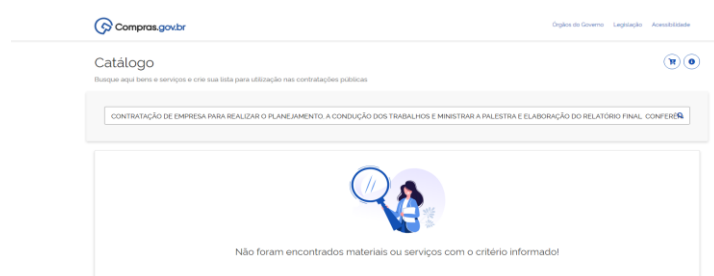 Compras.gov.br
Órgãos do Governo Legislação Acessibilidade
Catálogo
Busque aqui bens e serviços e crie sua lista para utilização nas contratações públicas
CONTRATAÇÃO DE EMPRESA PARA REALIZAR O PLANEJAMENTO, A CONDUÇÃO DOS TRABALHOS E MINISTRAR A PALESTRA E ELABORAÇÃO DO RELATÓRIO FINAL CONFERÊ
Não foram encontrados materiais ou serviços com o critério informado!